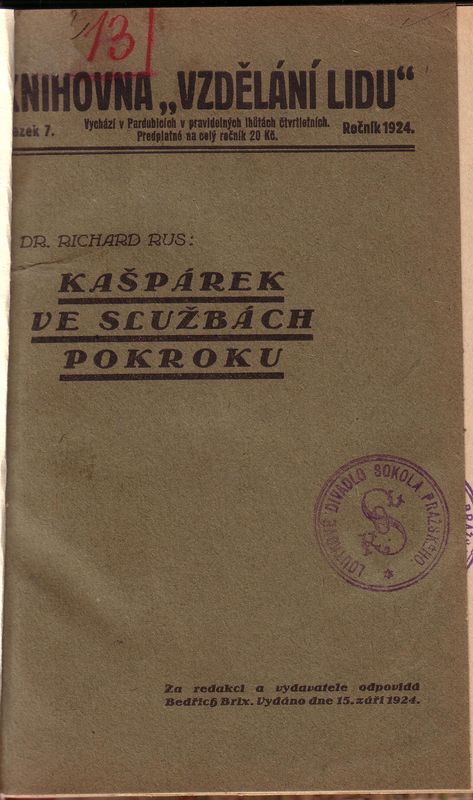 13
KNIHOVNA „VZDĚLÁNÍ LIDU“
azek 7.
Vychází v Pardubicích v pravidelných lhůtách čtvrtletních.
Předplatné na celý ročník 20 Kč.
Ročník 1924.
DR. RICHARD RUS:
KAŠPÁREK
VE SLUŽBÁCH
POKROKU
LOUTKOVÉ DIVADLO SOKOLA PRAŽSKÉHO
S
Za redakci a vydavatele odpovídá
Bedřich Brix. Vydáno dne 15. září 1924.